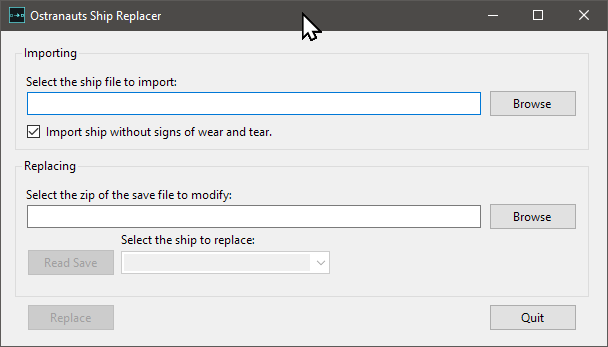 Ostranauts Ship Replacer
Importing
Select the ship file to import:
Browse
Import ship without signs of wear and tear.
Replacing
Select the zip of the save file to modify:
Browse
Select the ship to replace:
Read Save
Replace
Quit